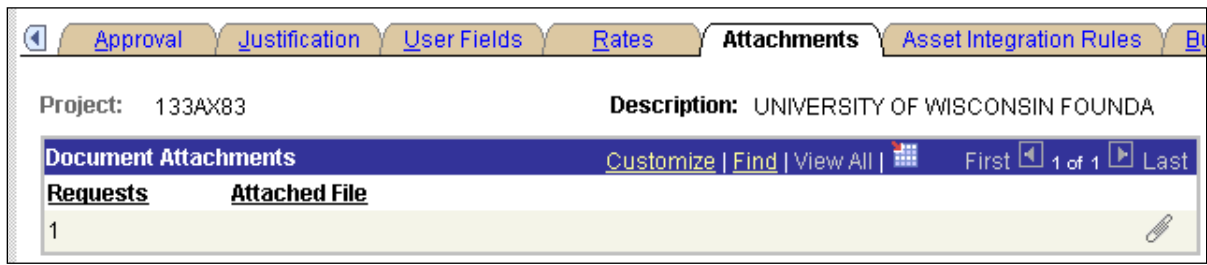 Approval Justification User Fields Rates Attachments Asset Integration Rules
Project: 133AX83 Description: UNIVERSITY OF WISCONSIN FOUNDA
Document Attachments Customize | Find | View All | First 1 of 1 Last
Requests Attached File
1